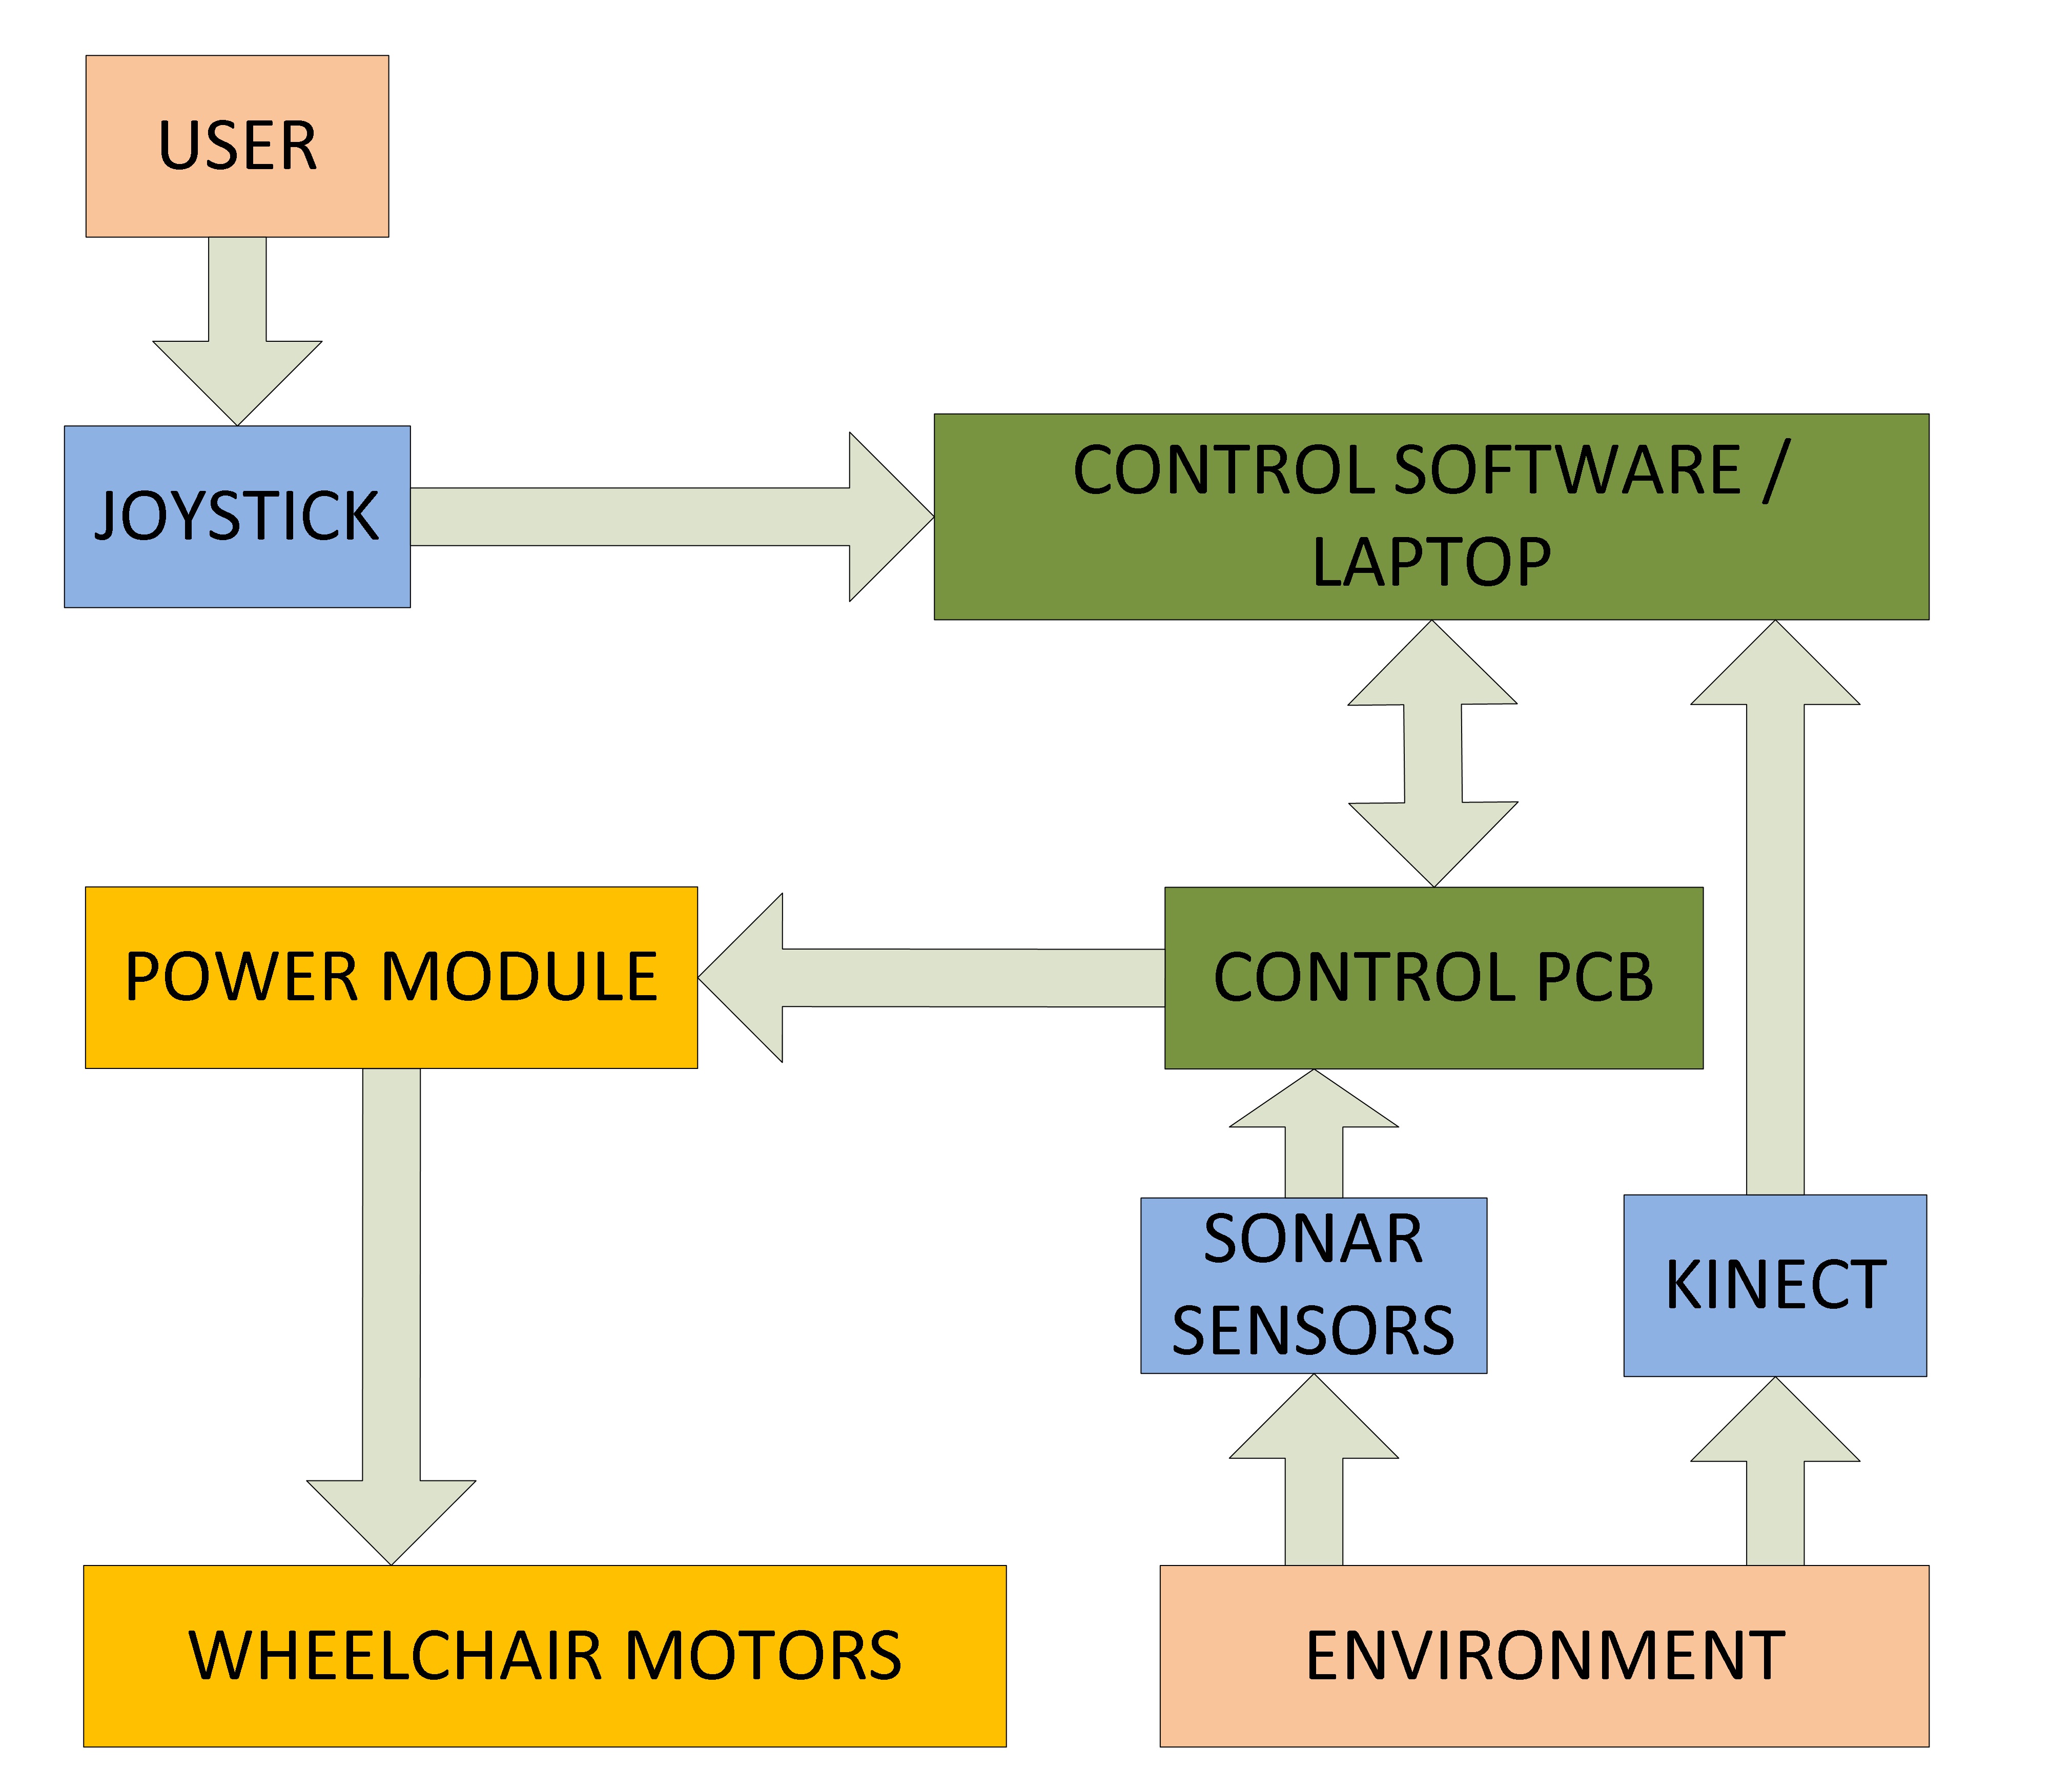 USER
JOYSTICK
CONTROL SOFTWARE /
LAPTOP
POWER MODULE
CONTROL PCB
SONAR
SENSORS
KINECT
WHEELCHAIR MOTORS
ENVIRONMENT